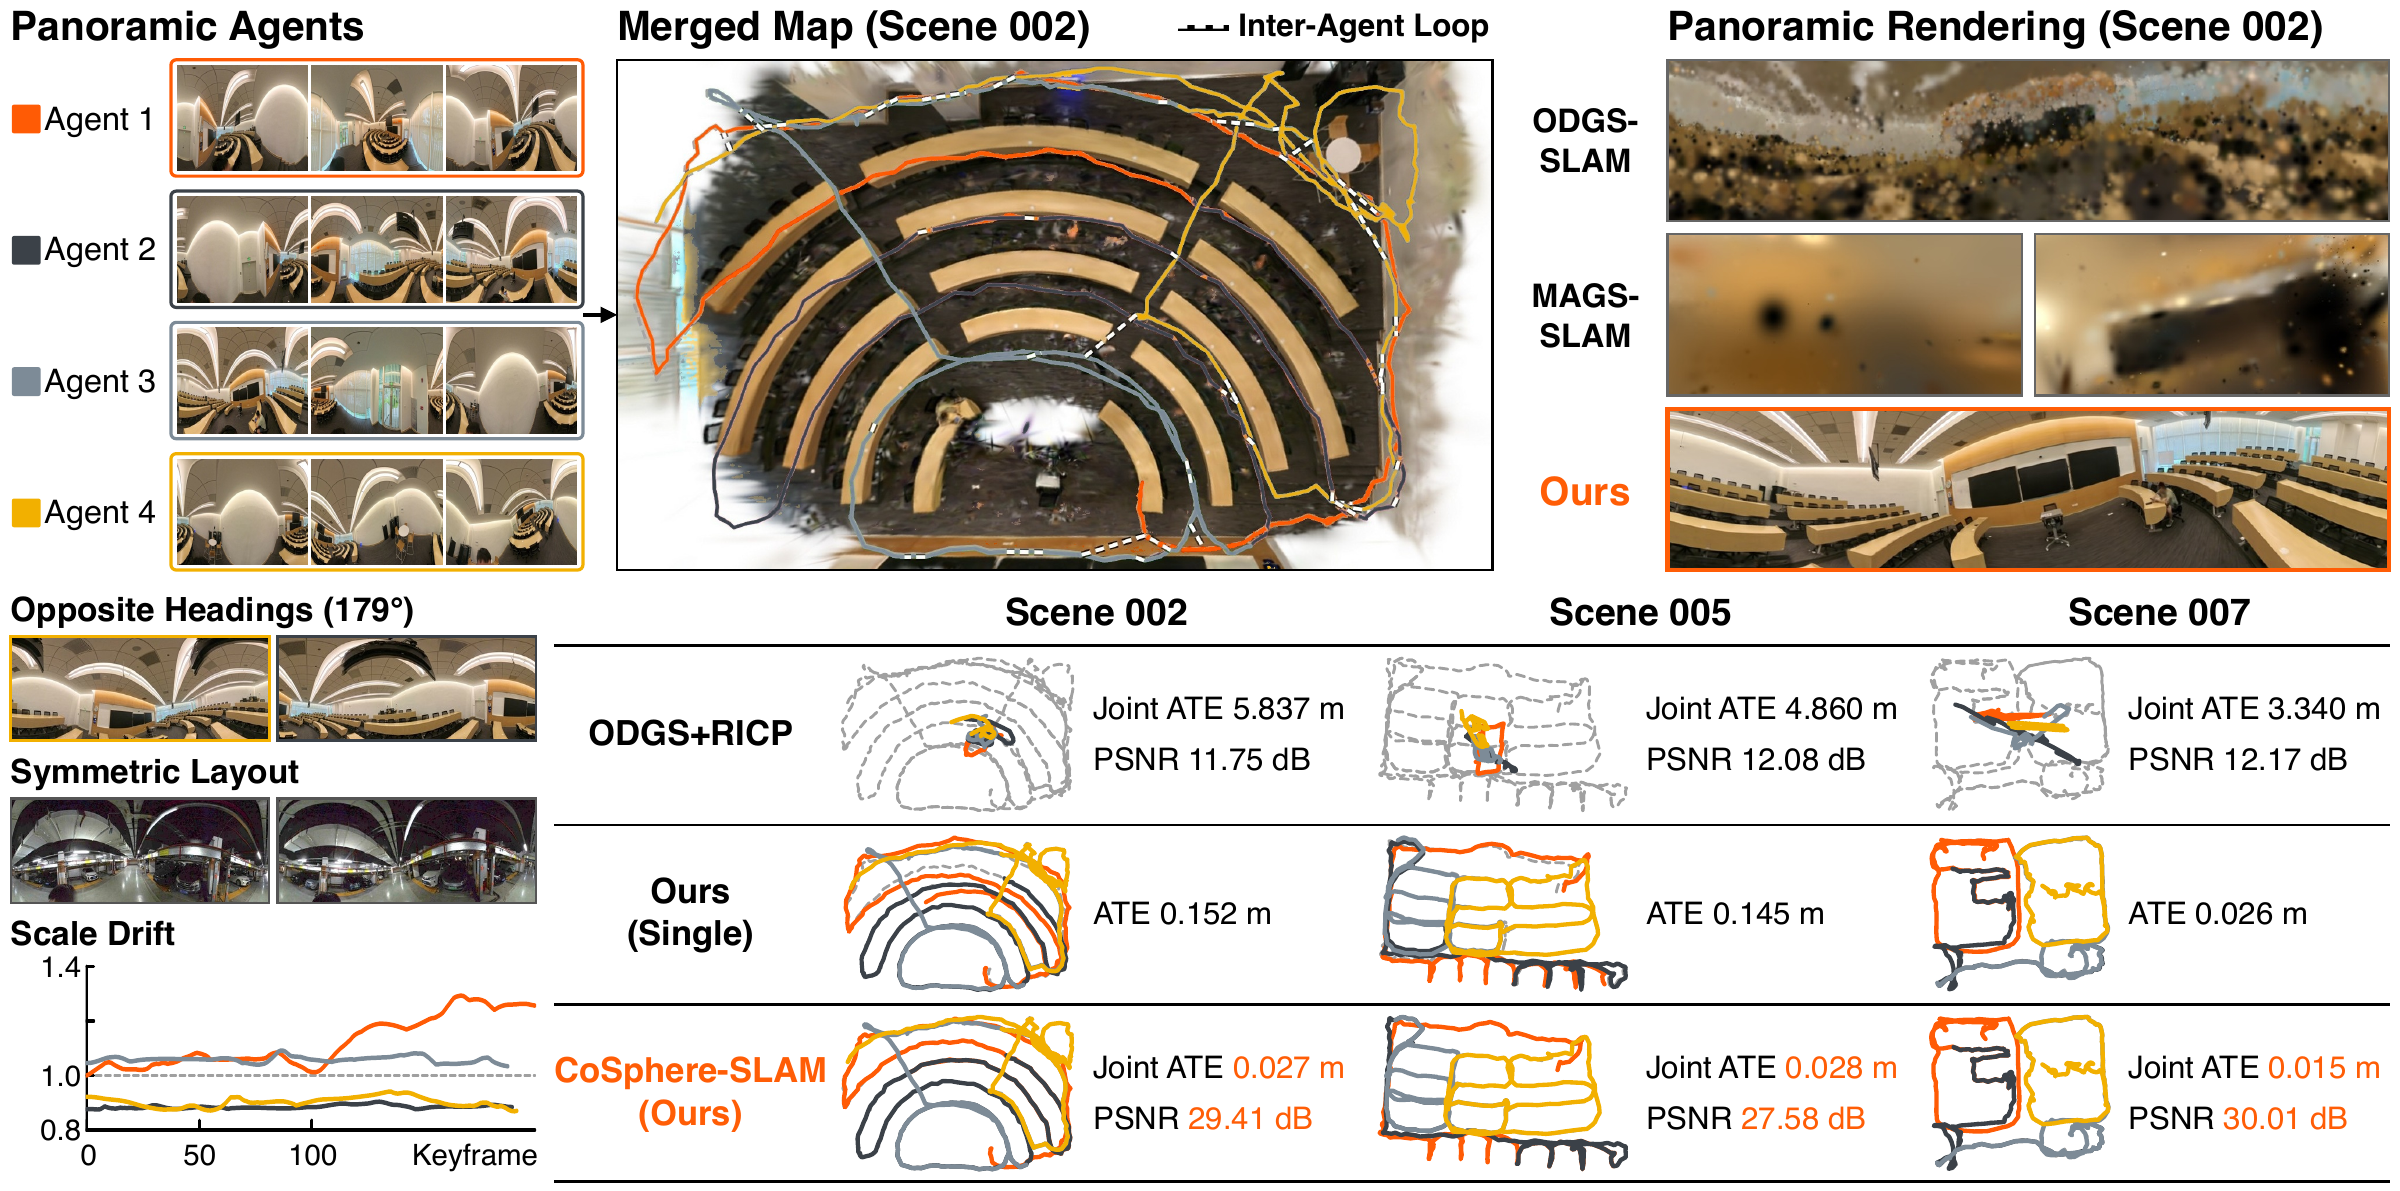 Panoramic Agents
Agent 1
Agent 2
Agent 3
Agent 4
Merged Map (Scene 002)
Inter-Agent Loop
Panoramic Rendering (Scene 002)
ODGS-
SLAM
MAGS-
SLAM
Ours
Opposite Headings (179°)
Symmetric Layout
Scale Drift
1.4
1.0
0.8
0
50
100
Keyframe
Scene 002
Scene 005
Scene 007
ODGS+RICP
Joint ATE 5.837 m
PSNR 11.75 dB
Joint ATE 4.860 m
PSNR 12.08 dB
Joint ATE 3.340 m
PSNR 12.17 dB
Ours
(Single)
ATE 0.152 m
ATE 0.145 m
ATE 0.026 m
CoSphere-SLAM
(Ours)
Joint ATE 0.027 m
PSNR 29.41 dB
Joint ATE 0.028 m
PSNR 27.58 dB
Joint ATE 0.015 m
PSNR 30.01 dB